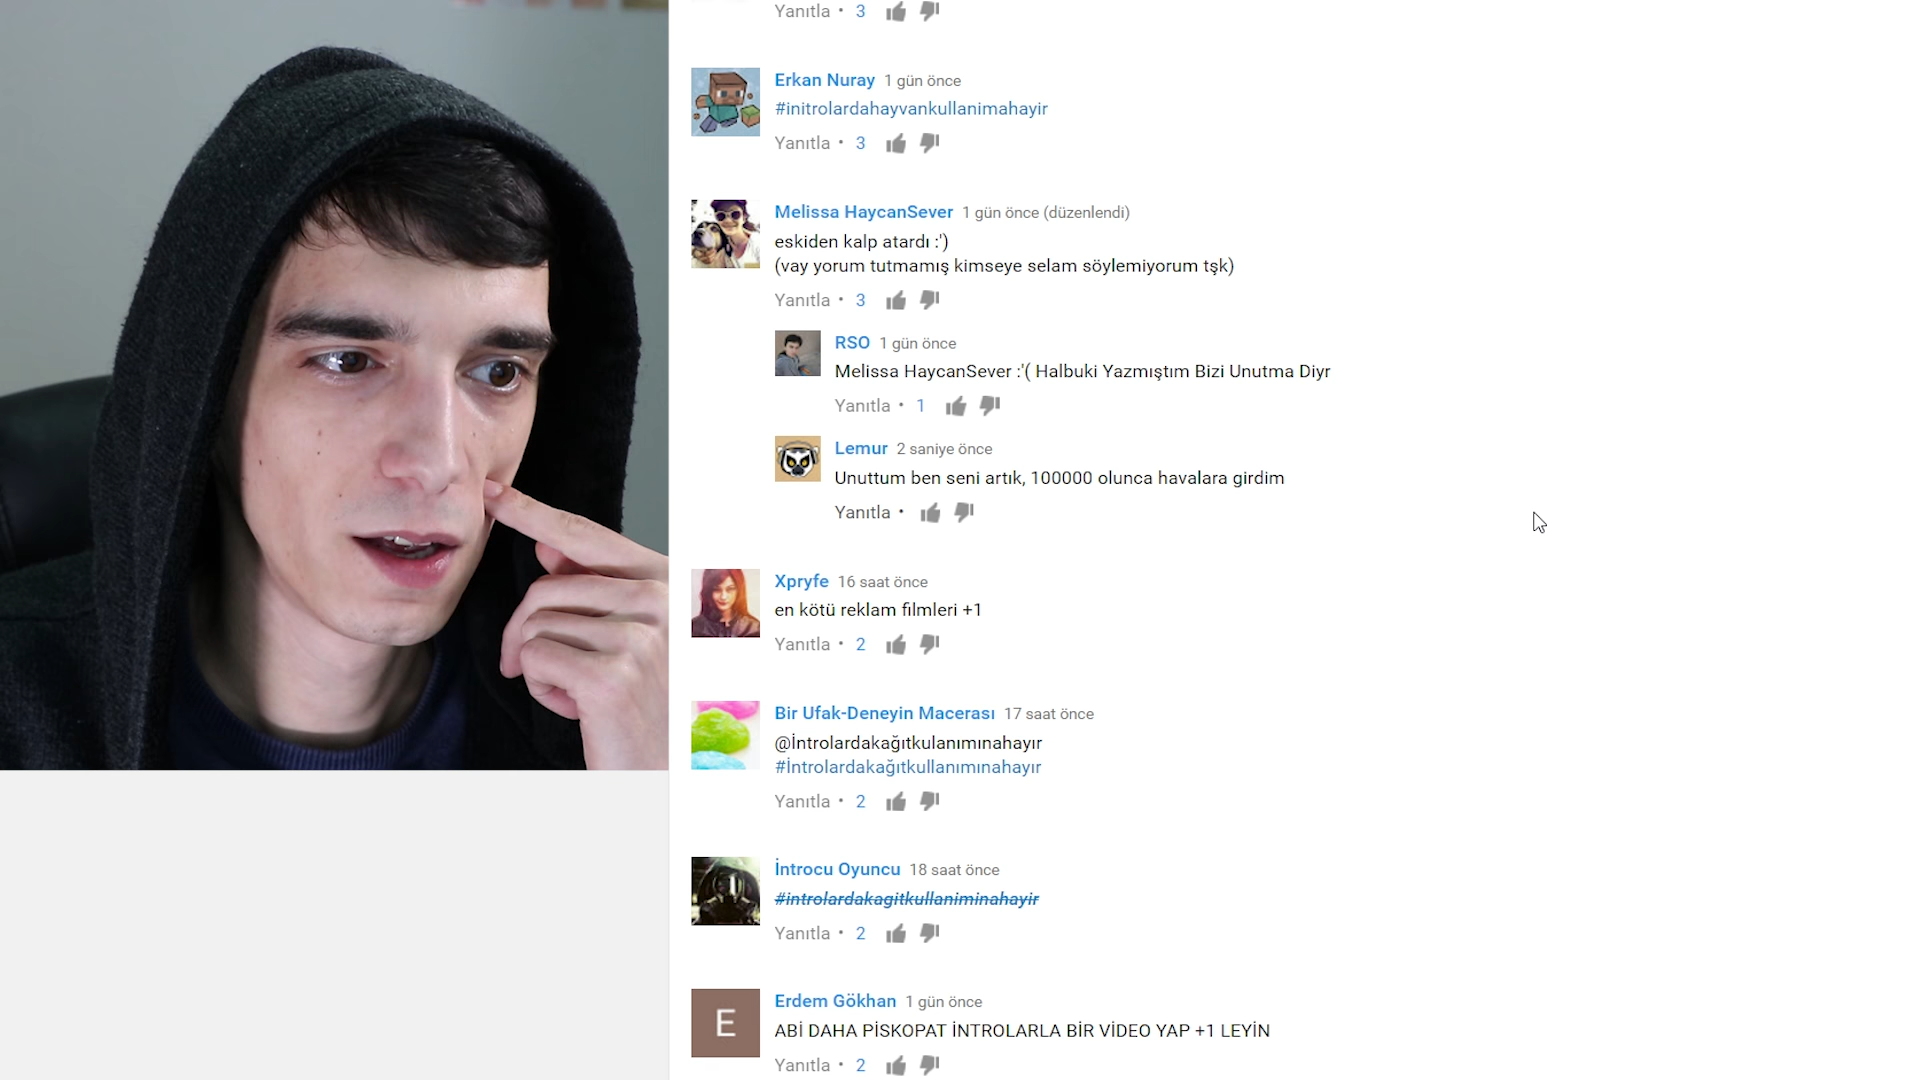 Yanıtla • 3
Erkan Nuray 1 gün önce
#initrolardahayvankullanimahayir
Yanıtla • 3
Melissa HaycanSever 1 gün önce (düzenlendi)
eskiden kalp atardı :')
(vay yorum tutmamış kimseye selam söylemiyorum tşk)
Yanıtla • 3
RSO 1 gün önce
Melissa HaycanSever :'( Halbuki Yazmıştım Bizi Unutma Diyr
Yanıtla • 1
Lemur 2 saniye önce
Unuttum ben seni artık, 100000 olunca havalara girdim
Yanıtla •
Xpryfe 16 saat önce
en kötü reklam filmleri +1
Yanıtla • 2
Bir Ufak-Deneyin Macerası 17 saat önce
@İntrolardakağıtkulanımınahayır
#İntrolardakağıtkullanımınahayır
Yanıtla • 2
İntrocu Oyuncu 18 saat önce
#introlardakagitkullaniminahayir
Yanıtla • 2
E
Erdem Gökhan 1 gün önce
ABİ DAHA PİSKOPAT İNTROLARLA BİR VİDEO YAP +1 LEYİN
Yanıtla • 2